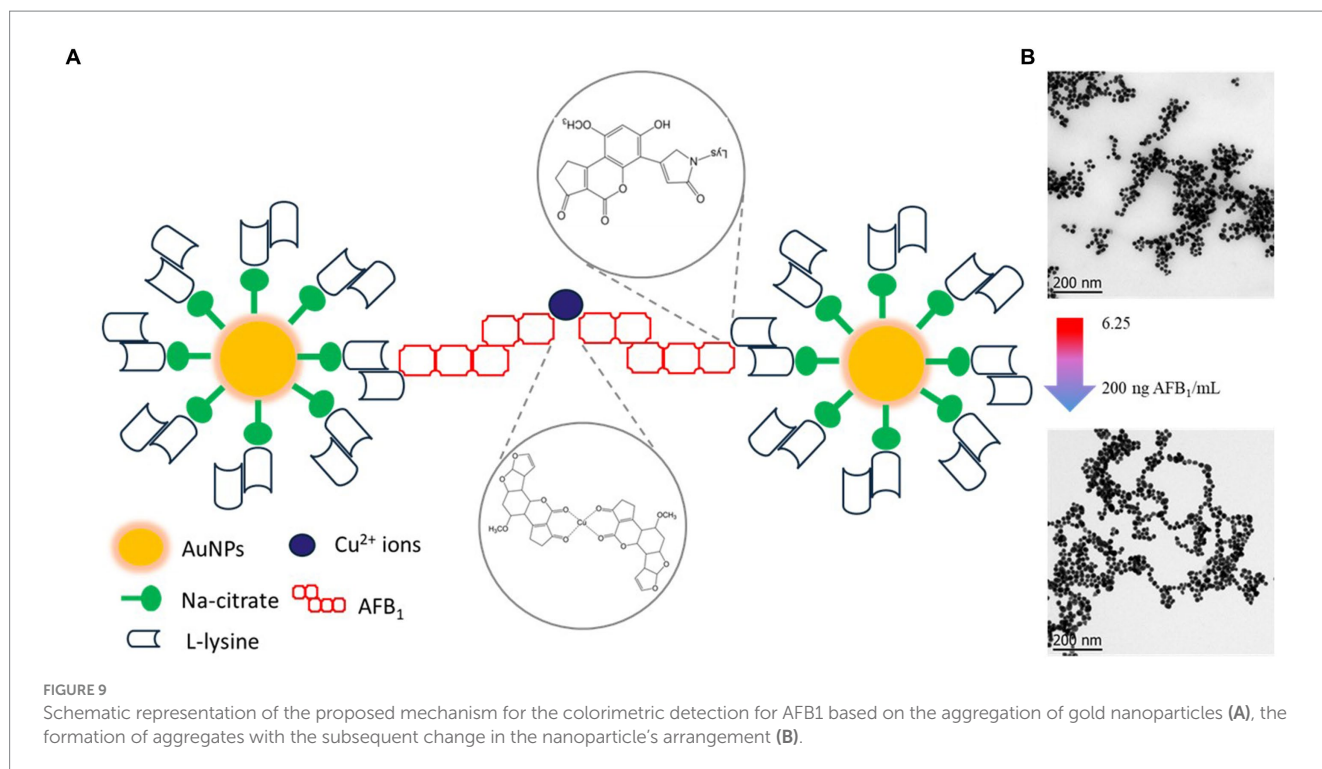 A
B
OCH₃
OH
N
Lys
O
O
O
O
200 nm
6.25
200 ng AFB₁/mL
O
O
O
O
O
H₃CO
Cu
O
O
O
OCH₃
O
O
200 nm
AuNPs
Cu²⁺ ions
Na-citrate
AFB₁
L-lysine
FIGURE 9
Schematic representation of the proposed mechanism for the colorimetric detection for AFB1 based on the aggregation of gold nanoparticles (A), the
formation of aggregates with the subsequent change in the nanoparticle’s arrangement (B).